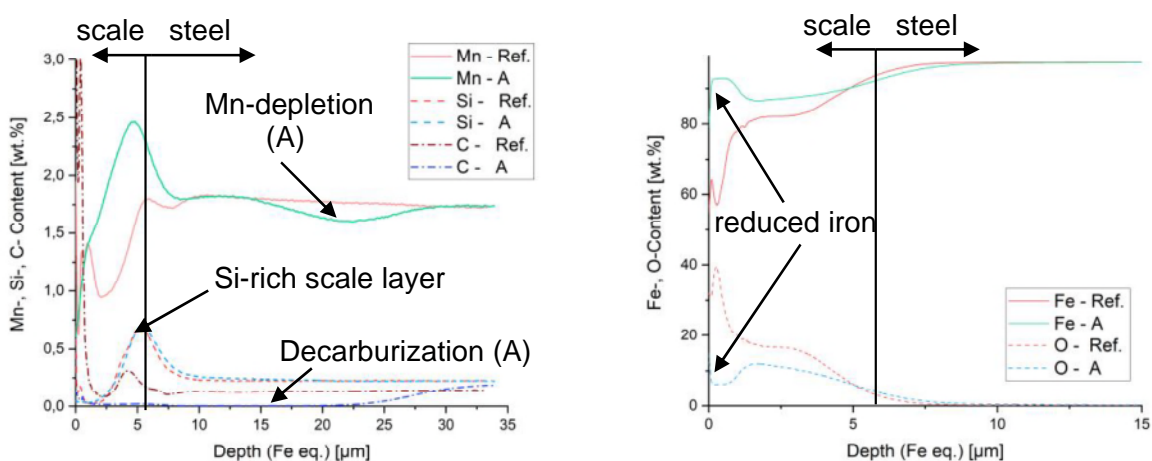 scale steel
Mn-, Si-, C- Content [wt.%]
3,0
2,5
2,0
1,5
1,0
0,5
0,0
Mn - Ref.
Mn - A
Si - Ref.
Si - A
C - Ref
C - A
Mn-depletion
(A)
Si-rich scale layer
Decarburization (A)
0 5 10 15 20 25 30 35
Depth (Fe eq.) [µm]
scale steel
Fe-, O-Content [wt.%]
80
60
40
20
0
reduced iron
Fe - Ref.
Fe - A
O - Ref.
O - A
0 5 10 15
Depth (Fe eq.) [µm]